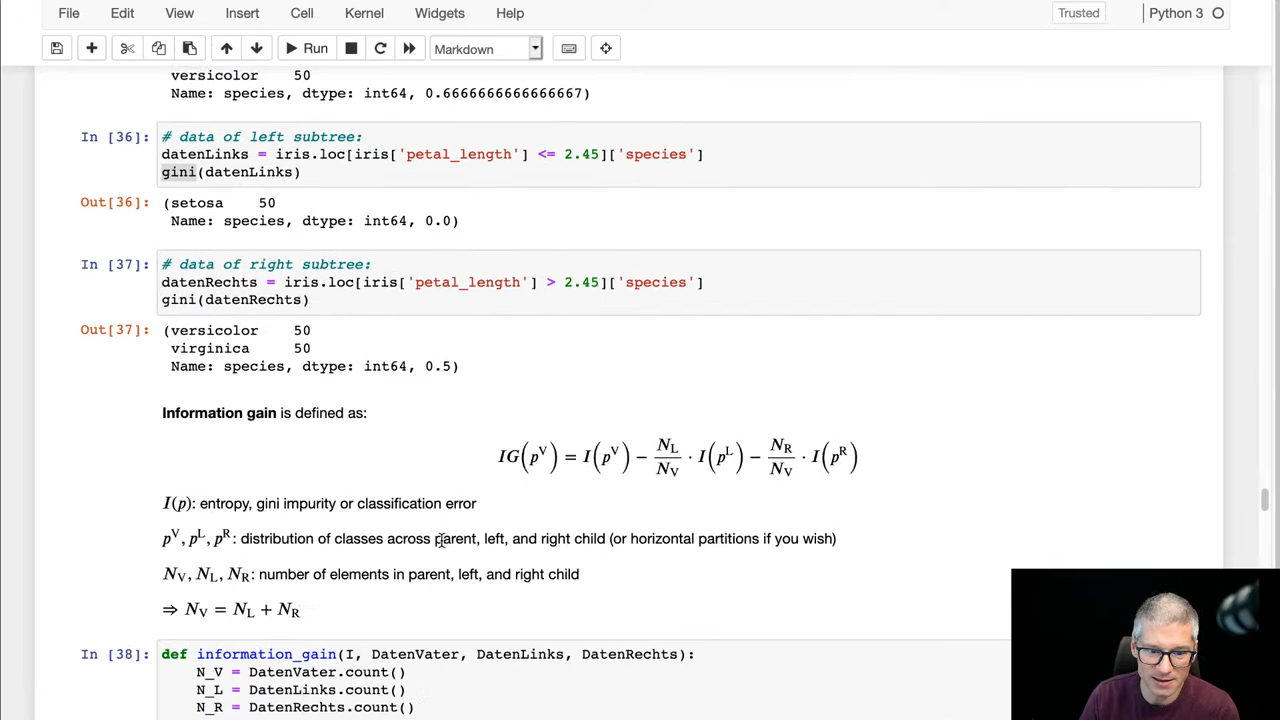 File Edit View Insert Cell Kernel Widgets Help Trusted Python 3
Run Markdown
versicolor 50
Name: species, dtype: int64, 0.6666666666666667)
In [36]: # data of left subtree:
datenLinks = iris.loc[iris['petal_length'] <= 2.45]['species']
gini(datenLinks)
Out[36]: (setosa 50
Name: species, dtype: int64, 0.0)
In [37]: # data of right subtree:
datenRechts = iris.loc[iris['petal_length'] > 2.45]['species']
gini(datenRechts)
Out[37]: (versicolor 50
virginica 50
Name: species, dtype: int64, 0.5)
Information gain is defined as:
IG(p^V) = I(p^V) − N_L/N_V · I(p^L) − N_R/N_V · I(p^R)
I(p): entropy, gini impurity or classification error
p^V, p^L, p^R: distribution of classes across parent, left, and right child (or horizontal partitions if you wish)
N_V, N_L, N_R: number of elements in parent, left, and right child
⇒ N_V = N_L + N_R
In [38]: def information_gain(I, DatenVater, DatenLinks, DatenRechts):
N_V = DatenVater.count()
N_L = DatenLinks.count()
N_R = DatenRechts.count()